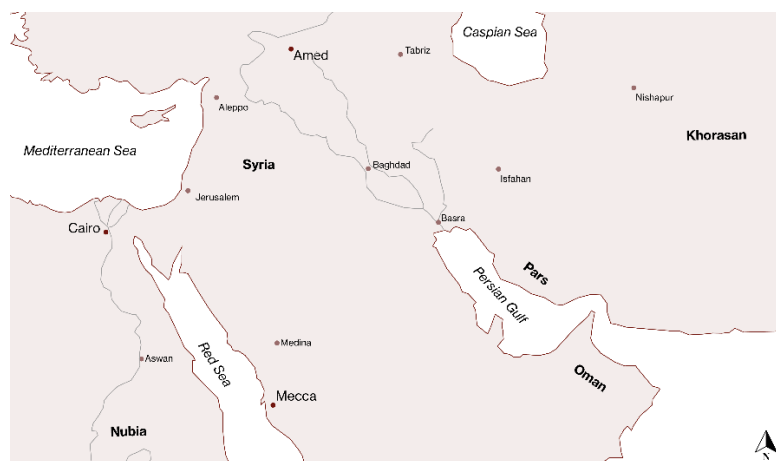 Caspian Sea
Amed
Tabriz
Nishapur
Aleppo
Khorasan
Mediterranean Sea
Syria
Baghdad
Isfahan
Jerusalem
Basra
Cairo
Pars
Persian Gulf
Medina
Red Sea
Aswan
Oman
Mecca
Nubia
N